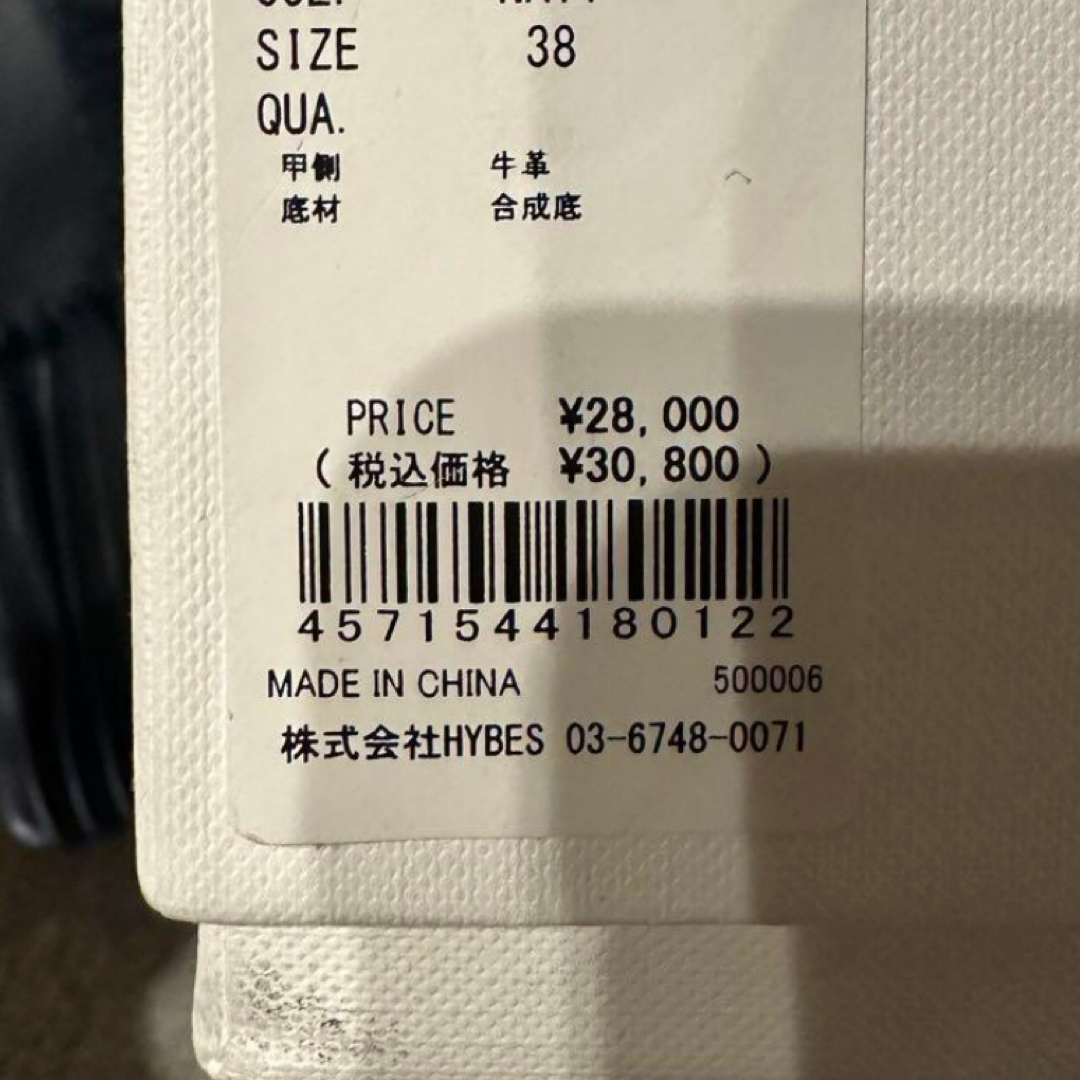 SIZE 38
QUA.
甲側 牛革
底材 合成底
PRICE ¥28,000
(税込価格 ¥30,800)
4571544180122
MADE IN CHINA 500006
株式会社HYBES 03-6748-0071